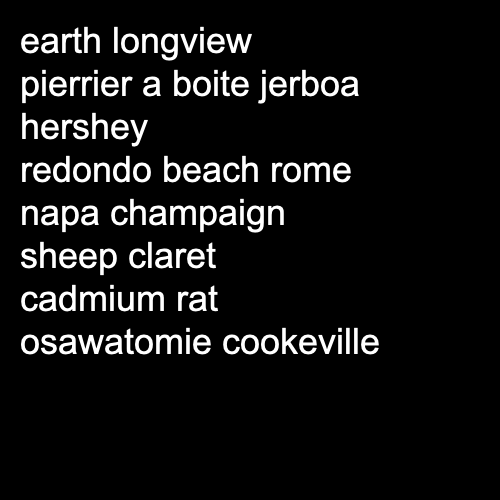 earth longview
pierrier a boite jerboa
hershey
redondo beach rome
napa champaign
sheep claret
cadmium rat
osawatomie cookeville